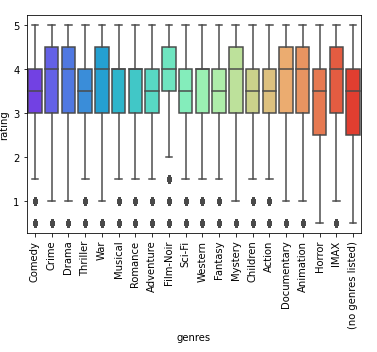 5
4
3
2
1
rating
Comedy
Crime
Drama
Thriller
War
Musical
Romance
Adventure
Film-Noir
Sci-Fi
Western
Fantasy
Mystery
Children
Action
Documentary
Animation
Horror
IMAX
(no genres listed)
genres